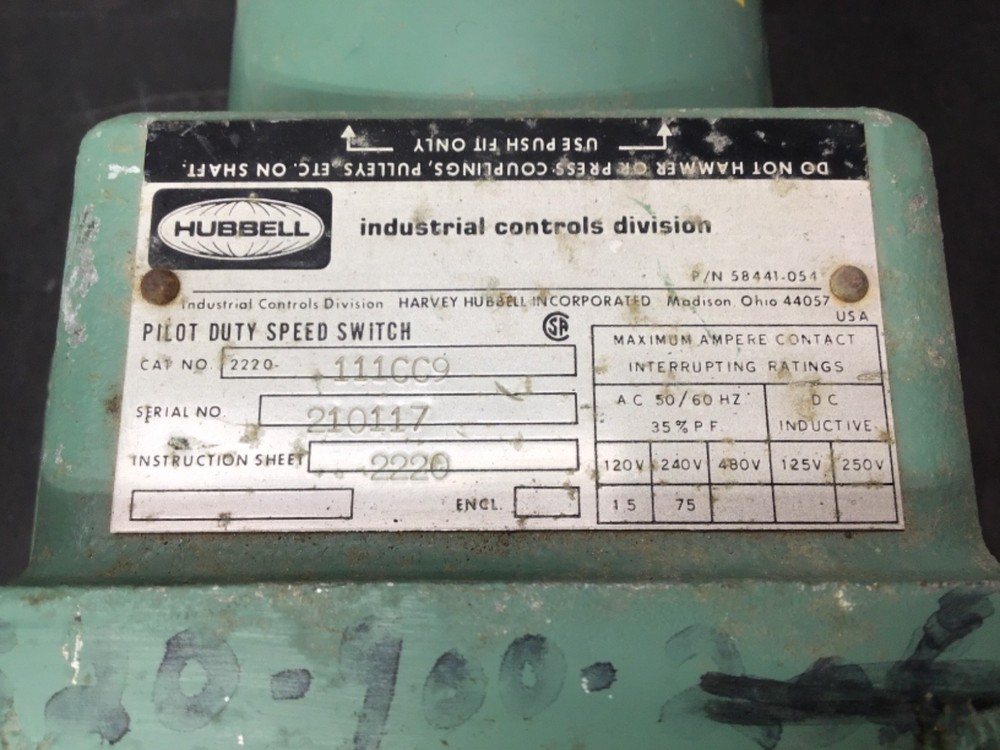 DO NOT HAMMER OR PRESS COUPLINGS, PULLEYS, ETC. ON SHAFT.
USE PUSH FIT ONLY
HUBBELL industrial controls division
P/N 58441-054
Industrial Controls Division HARVEY HUBBELL INCORPORATED Madison, Ohio 44057
USA
PILOT DUTY SPEED SWITCH SA
CAT NO. 2220- 111CC9
SERIAL NO. 210117
INSTRUCTION SHEET 2220
ENCL.
MAXIMUM AMPERE CONTACT
INTERRUPTING RATINGS
AC 50/60 HZ DC
35% P.F. INDUCTIVE
120V 240V 480V 125V 250V
1.5 75 - - -
20-900-